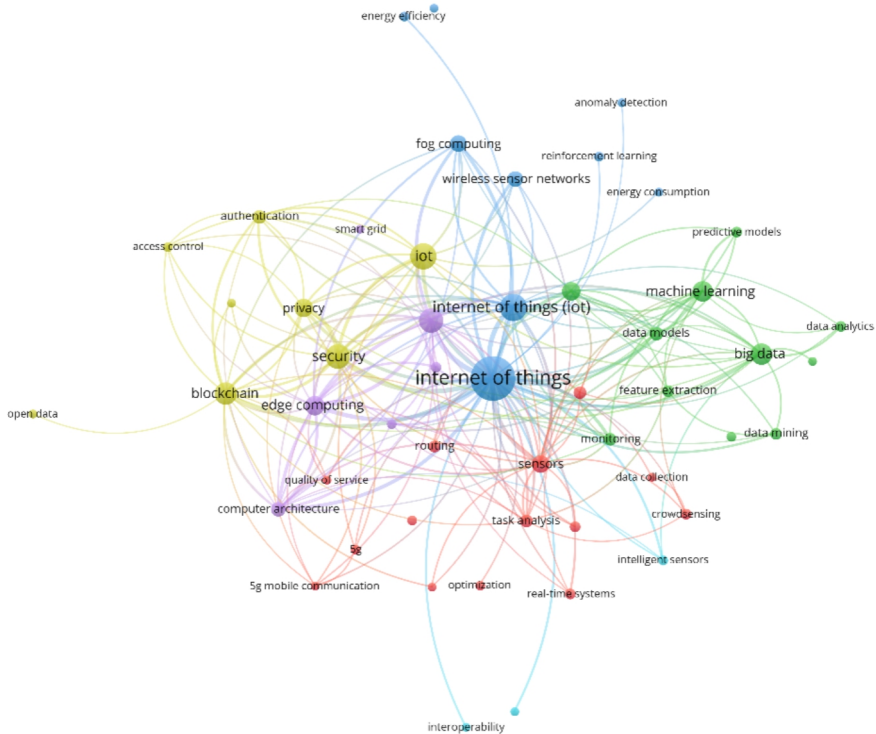 energy efficiency
anomaly detection
fog computing
reinforcement learning
wireless sensor networks
energy consumption
authentication
smart grid
predictive models
access control
iot
machine learning
privacy
internet of things (iot)
data models
data analytics
security
big data
internet of things
blockchain
feature extraction
edge computing
open data
monitoring
data mining
routing
sensors
quality of service
data collection
computer architecture
task analysis
crowdsensing
5g
intelligent sensors
5g mobile communication
optimization
real-time systems
interoperability